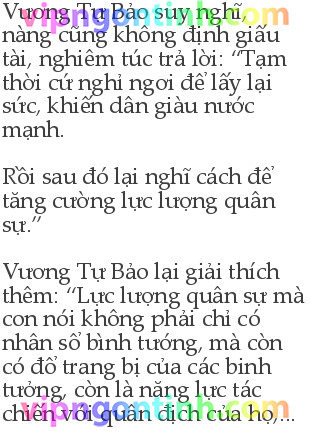 Vương Tự Bảo suy nghĩ,
nàng cũng không định giấu
tài, nghiêm túc trả lời: “Tạm
thời cứ nghỉ ngơi để lấy lại
sức, khiến dân giàu nước
mạnh.
Rồi sau đó lại nghĩ cách để
tăng cường lực lượng quân
sự.”
Vương Tự Bảo lại giải thích
thêm: “Lực lượng quân sự mà
con nói không phải chỉ có
nhân số bình tướng, mà còn
có đồ trang bị của các binh
tưởng, còn là năng lực tác
chiến với quân địch của họ,...
vipngontinh.com
vipngontinh.com